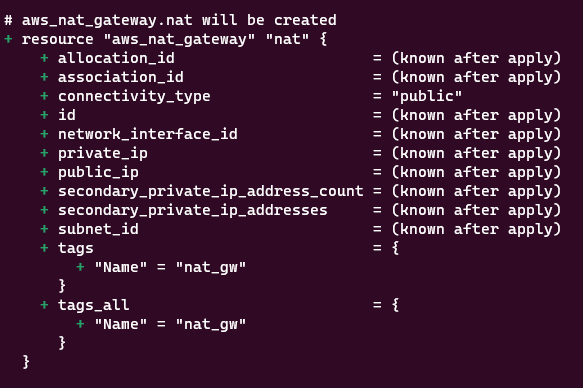 # aws_nat_gateway.nat will be created
+ resource "aws_nat_gateway" "nat" {
    + allocation_id                      = (known after apply)
    + association_id                     = (known after apply)
    + connectivity_type                  = "public"
    + id                                 = (known after apply)
    + network_interface_id               = (known after apply)
    + private_ip                         = (known after apply)
    + public_ip                          = (known after apply)
    + secondary_private_ip_address_count = (known after apply)
    + secondary_private_ip_addresses     = (known after apply)
    + subnet_id                          = (known after apply)
    + tags                               = {
        + "Name" = "nat_gw"
      }
    + tags_all                           = {
        + "Name" = "nat_gw"
      }
  }